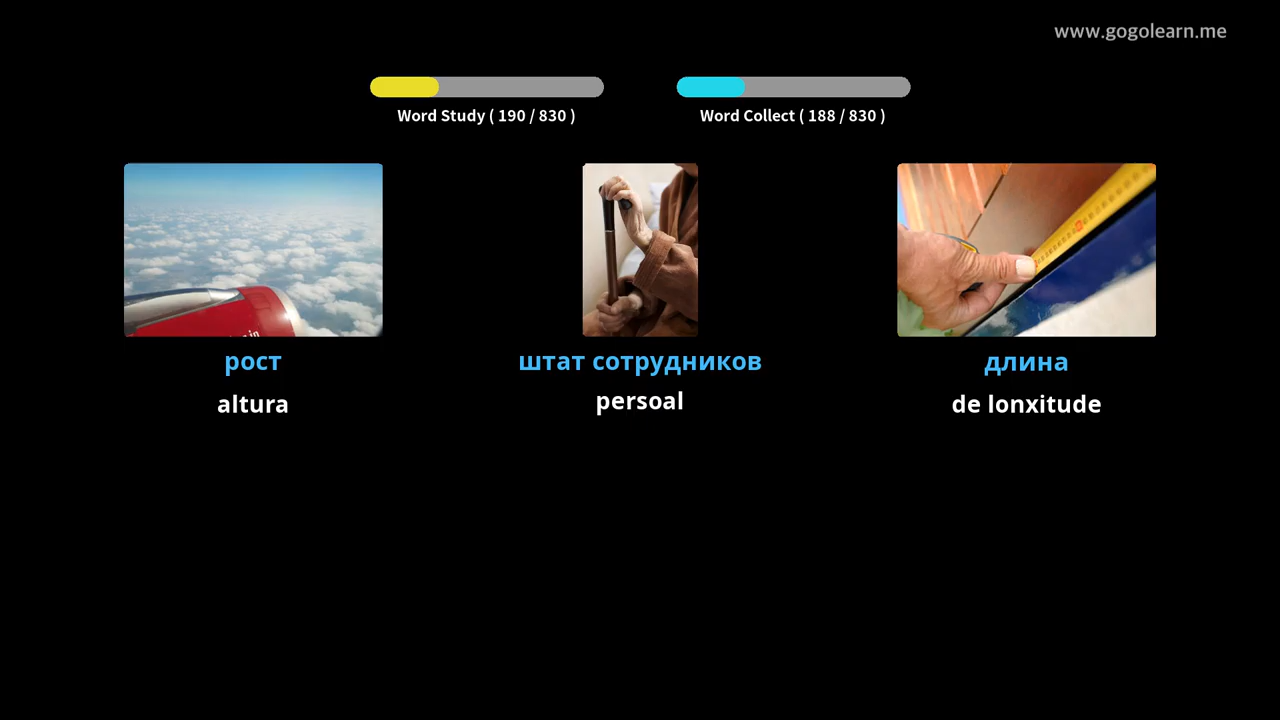 www.gogolearn.me
Word Study ( 190 / 830 )
Word Collect ( 188 / 830 )
рост
штат сотрудников
длина
altura
persoal
de lonxitude